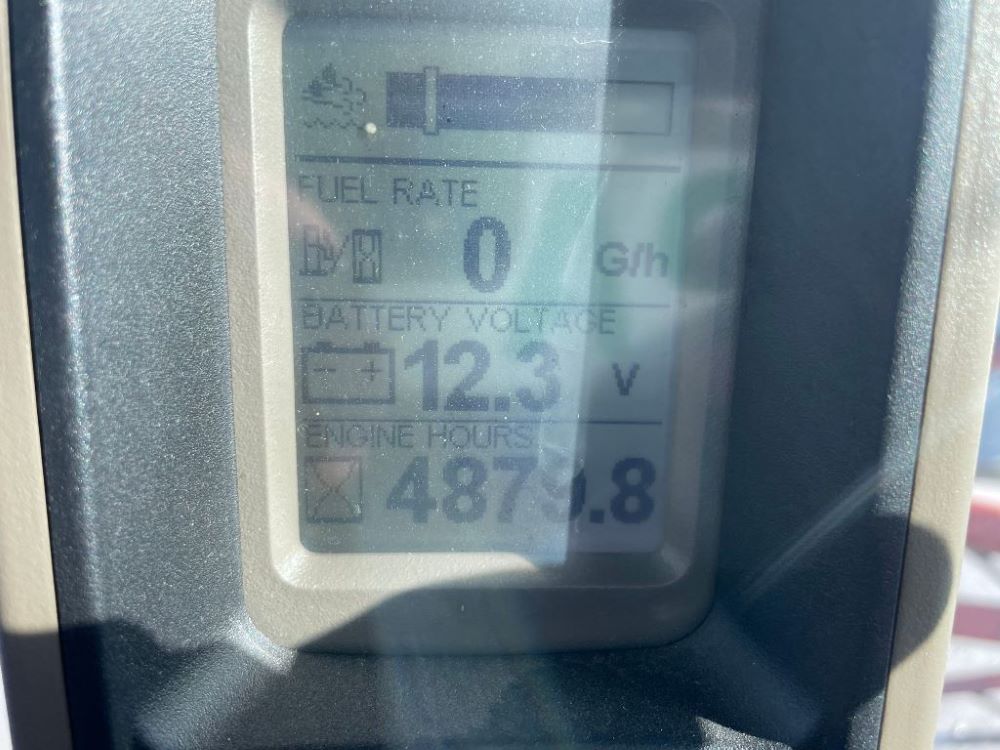 FUEL RATE
0 G/h
BATTERY VOLTAGE
- + 12.3 V
ENGINE HOURS
4879.8